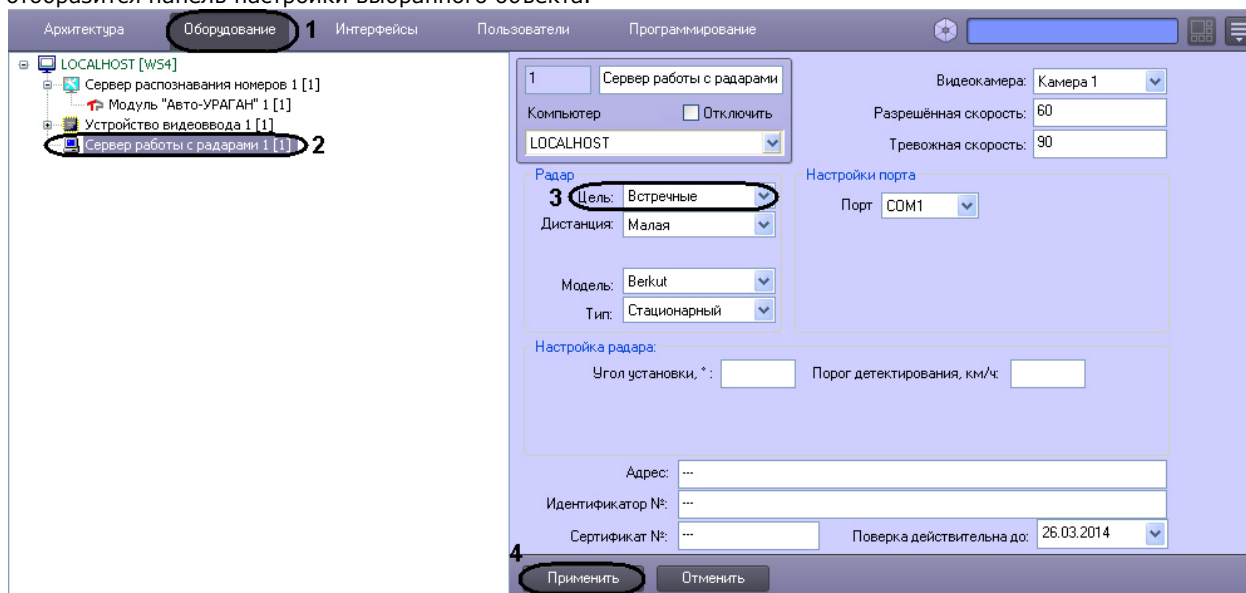 отобразится панель настройки выбранного объекта.
Архитектура Оборудование 1 Интерфейсы Пользователи Программирование
LOCALHOST [WS4]
Сервер распознавания номеров 1 [1]
Модуль "Авто-УРАГАН" 1 [1]
Устройство видеоввода 1 [1]
Сервер работы с радарами 1 [1] 2
1 Сервер работы с радарами
Компьютер Отключить
LOCALHOST
Видеокамера: Камера 1
Разрешённая скорость: 60
Тревожная скорость: 90
Радар
3 Цель: Встречные
Дистанция: Малая
Модель: Berkut
Тип: Стационарный
Настройки порта
Порт COM1
Настройка радара:
Угол установки, ° : Порог детектирования, км/ч:
Адрес: ---
Идентификатор №: ---
Сертификат №: --- Поверка действительна до: 26.03.2014
4
Применить Отменить